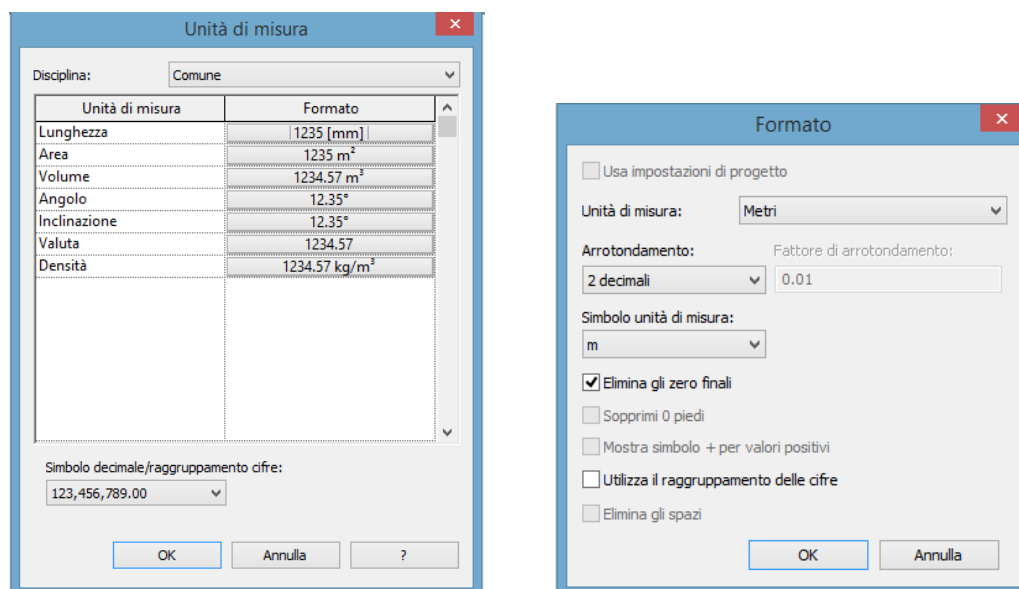 Unità di misura
Disciplina: Comune
Unità di misura Formato
Lunghezza 1235 [mm]
Area 1235 m²
Volume 1234.57 m³
Angolo 12.35°
Inclinazione 12.35°
Valuta 1234.57
Densità 1234.57 kg/m³
Simbolo decimale/raggruppamento cifre:
123,456,789.00
OK Annulla ?
Formato
Usa impostazioni di progetto
Unità di misura: Metri
Arrotondamento: Fattore di arrotondamento:
2 decimali 0.01
Simbolo unità di misura:
m
Elimina gli zero finali
Sopprimi 0 piedi
Mostra simbolo + per valori positivi
Utilizza il raggruppamento delle cifre
Elimina gli spazi
OK Annulla